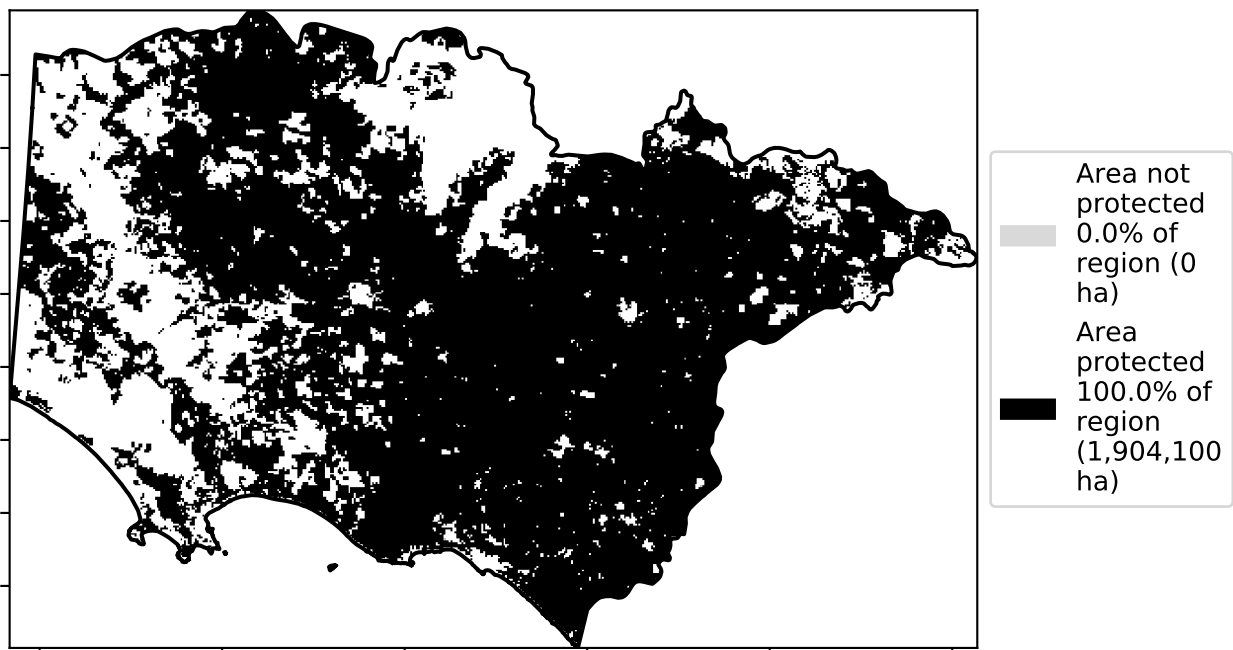 Area not
protected
0.0% of
region (0
ha)
Area
protected
100.0% of
region
(1,904,100
ha)